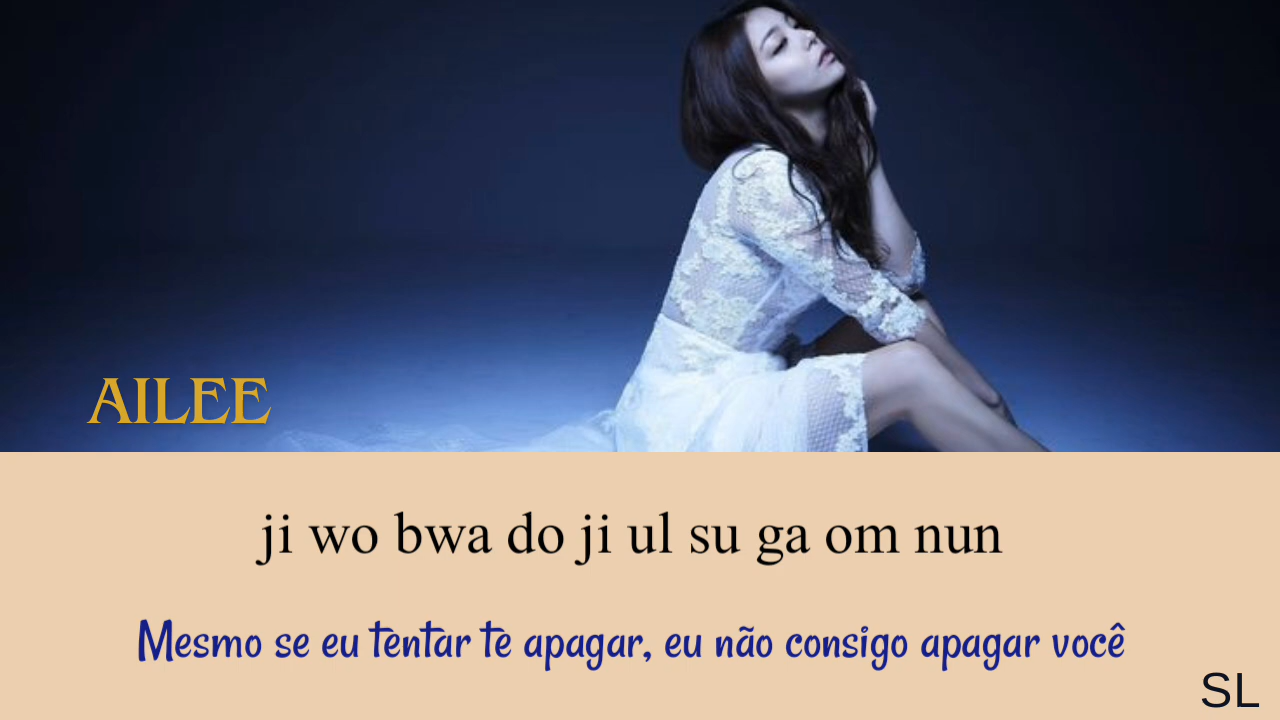 AILEE
ji wo bwa do ji ul su ga om nun
Mesmo se eu tentar te apagar, eu não consigo apagar você
SL